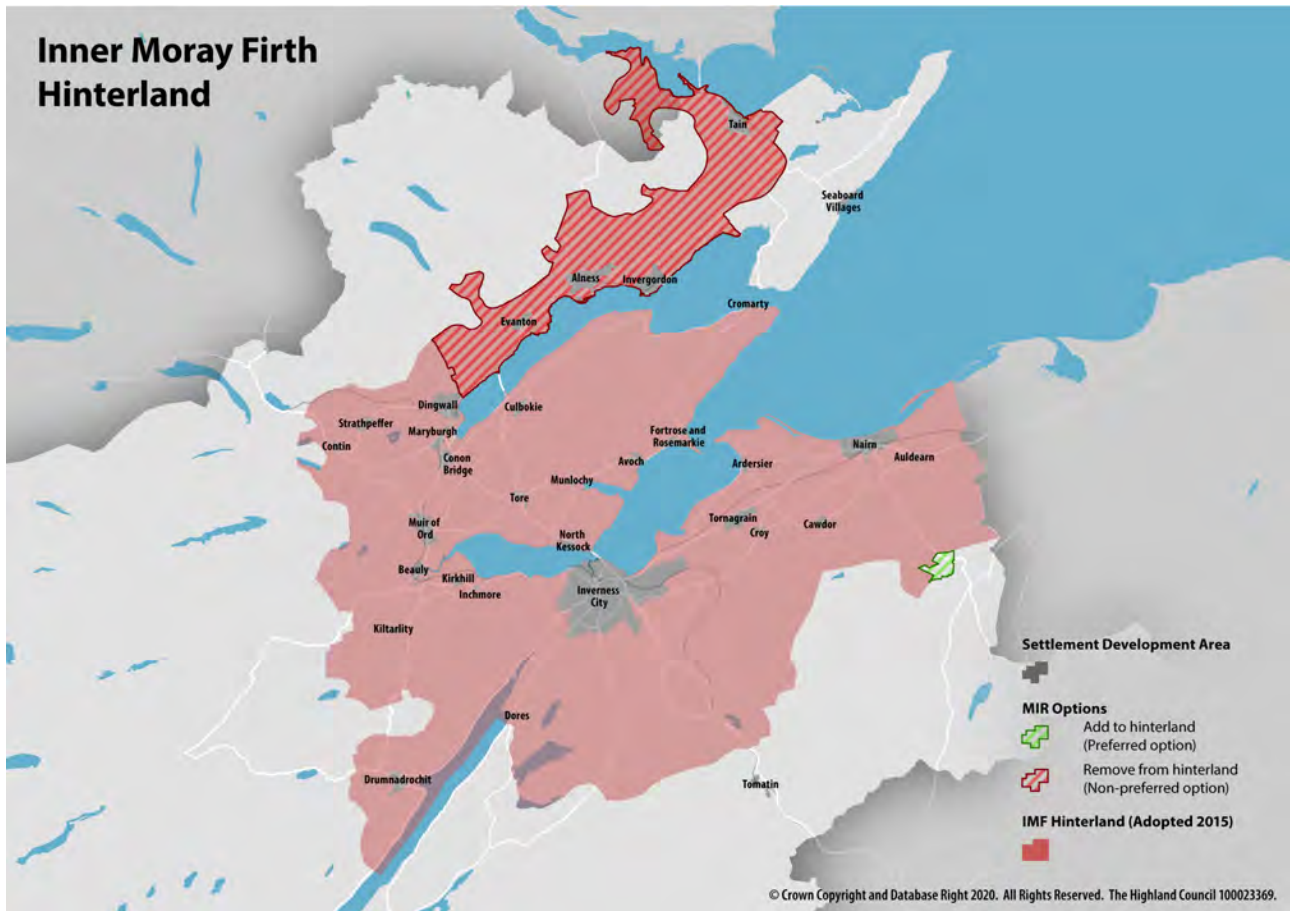 Inner Moray Firth
Hinterland
Tain
Seaboard
Villages
Alness
Invergordon
Cromarty
Evanton
Dingwall
Culbokie
Strathpeffer
Maryburgh
Contin
Conon
Bridge
Fortrose and
Rosemarkie
Avoch
Munlochy
Ardersier
Nairn
Auldearn
Tore
Muir of
Ord
North
Kessock
Tornagrain
Croy
Cawdor
Beauly
Kirkhill
Inchmore
Inverness
City
Kiltarlity
Dores
Drumnadrochit
Tomatin
Settlement Development Area
MIR Options
Add to hinterland
(Preferred option)
Remove from hinterland
(Non-preferred option)
IMF Hinterland (Adopted 2015)
© Crown Copyright and Database Right 2020. All Rights Reserved. The Highland Council 100023369.